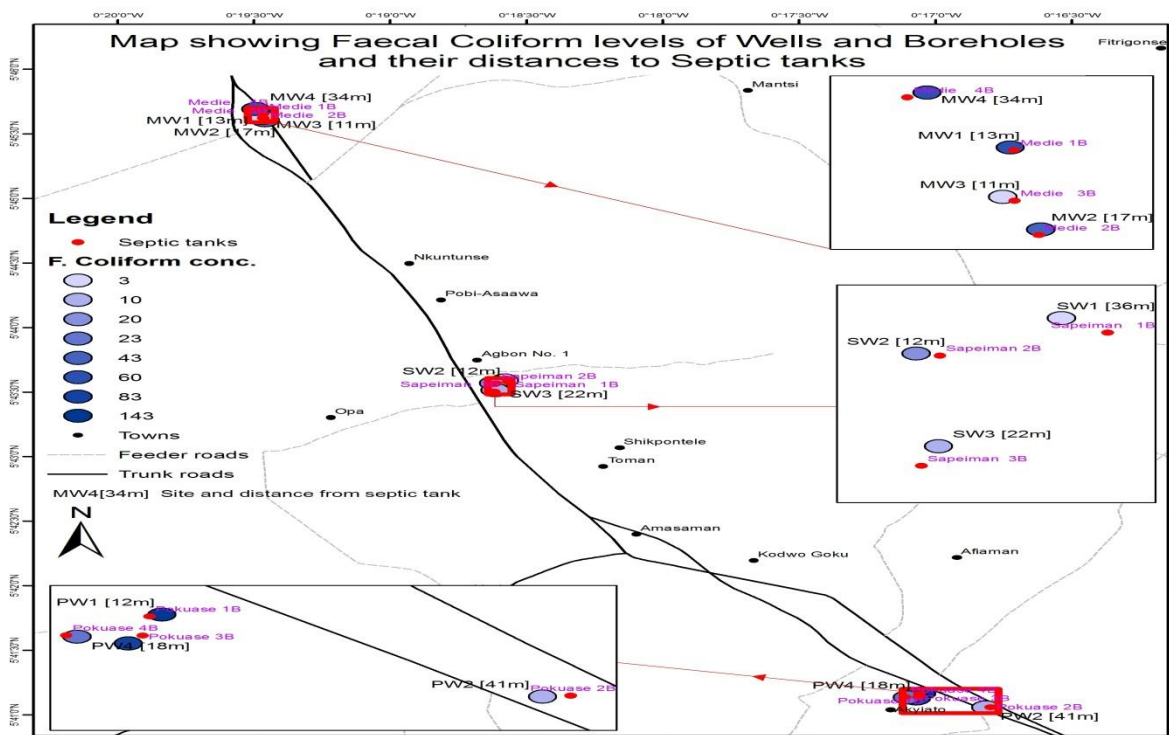 0°20'0"W 0°19'30"W 0°19'0"W 0°18'30"W 0°18'0"W 0°17'30"W 0°17'0"W 0°16'30"W
Map showing Faecal Coliform levels of Wells and Boreholes
and their distances to Septic tanks
Fitrigonse
Mantsi
MW4 [34m]
Medie 1B
Medie 2B
MW1 [13m]
MW3 [11m]
MW2 [17m]
Medie 4B
MW4 [34m]
MW1 [13m]
Medie 1B
MW3 [11m]
Medie 3B
MW2 [17m]
Medie 2B
Legend
Septic tanks
F. Coliform conc.
3
10
20
23
43
60
83
143
Towns
Feeder roads
Trunk roads
MW4[34m] Site and distance from septic tank
N
Nkuntunse
Pobi-Asaawa
Agbon No. 1
SW2 [12m]
Sapeiman 2B
Sapeiman
Sapeiman 1B
SW3 [22m]
Opa
Shikpontele
Toman
Amasaman
Kodwo Goku
Afiaman
SW1 [36m]
Sapeiman 1B
SW2 [12m]
Sapeiman 2B
SW3 [22m]
Sapeiman 3B
PW1 [12m]
Pokuase 1B
Pokuase 4B
Pokuase 3B
PW4 [18m]
PW2 [41m]
Pokuase 2B
PW4 [18m]
Pokuase
Pokuase 2B
PW2 [41m]